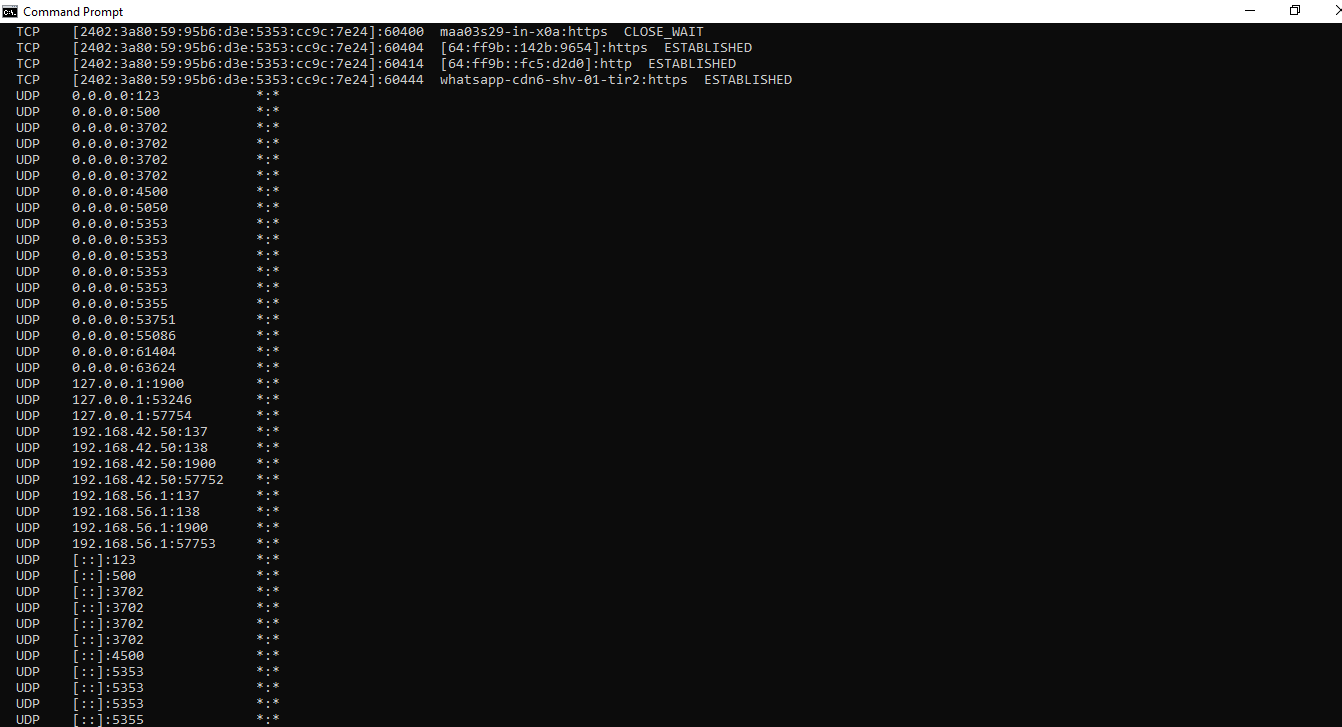 Command Prompt
TCP    [2402:3a80:59:95b6:d3e:5353:cc9c:7e24]:60400  maa03s29-in-x0a:https  CLOSE_WAIT
TCP    [2402:3a80:59:95b6:d3e:5353:cc9c:7e24]:60404  [64:ff9b::142b:9654]:https  ESTABLISHED
TCP    [2402:3a80:59:95b6:d3e:5353:cc9c:7e24]:60414  [64:ff9b::fc5:d2d0]:http  ESTABLISHED
TCP    [2402:3a80:59:95b6:d3e:5353:cc9c:7e24]:60444  whatsapp-cdn6-shv-01-tir2:https  ESTABLISHED
UDP    0.0.0.0:123            *:*
UDP    0.0.0.0:500            *:*
UDP    0.0.0.0:3702           *:*
UDP    0.0.0.0:3702           *:*
UDP    0.0.0.0:3702           *:*
UDP    0.0.0.0:3702           *:*
UDP    0.0.0.0:4500           *:*
UDP    0.0.0.0:5050           *:*
UDP    0.0.0.0:5353           *:*
UDP    0.0.0.0:5353           *:*
UDP    0.0.0.0:5353           *:*
UDP    0.0.0.0:5353           *:*
UDP    0.0.0.0:5353           *:*
UDP    0.0.0.0:5355           *:*
UDP    0.0.0.0:53751          *:*
UDP    0.0.0.0:55086          *:*
UDP    0.0.0.0:61404          *:*
UDP    0.0.0.0:63624          *:*
UDP    127.0.0.1:1900         *:*
UDP    127.0.0.1:53246        *:*
UDP    127.0.0.1:57754        *:*
UDP    192.168.42.50:137      *:*
UDP    192.168.42.50:138      *:*
UDP    192.168.42.50:1900     *:*
UDP    192.168.42.50:57752    *:*
UDP    192.168.56.1:137       *:*
UDP    192.168.56.1:138       *:*
UDP    192.168.56.1:1900      *:*
UDP    192.168.56.1:57753     *:*
UDP    [::]:123               *:*
UDP    [::]:500               *:*
UDP    [::]:3702              *:*
UDP    [::]:3702              *:*
UDP    [::]:3702              *:*
UDP    [::]:3702              *:*
UDP    [::]:4500              *:*
UDP    [::]:5353              *:*
UDP    [::]:5353              *:*
UDP    [::]:5353              *:*
UDP    [::]:5355              *:*